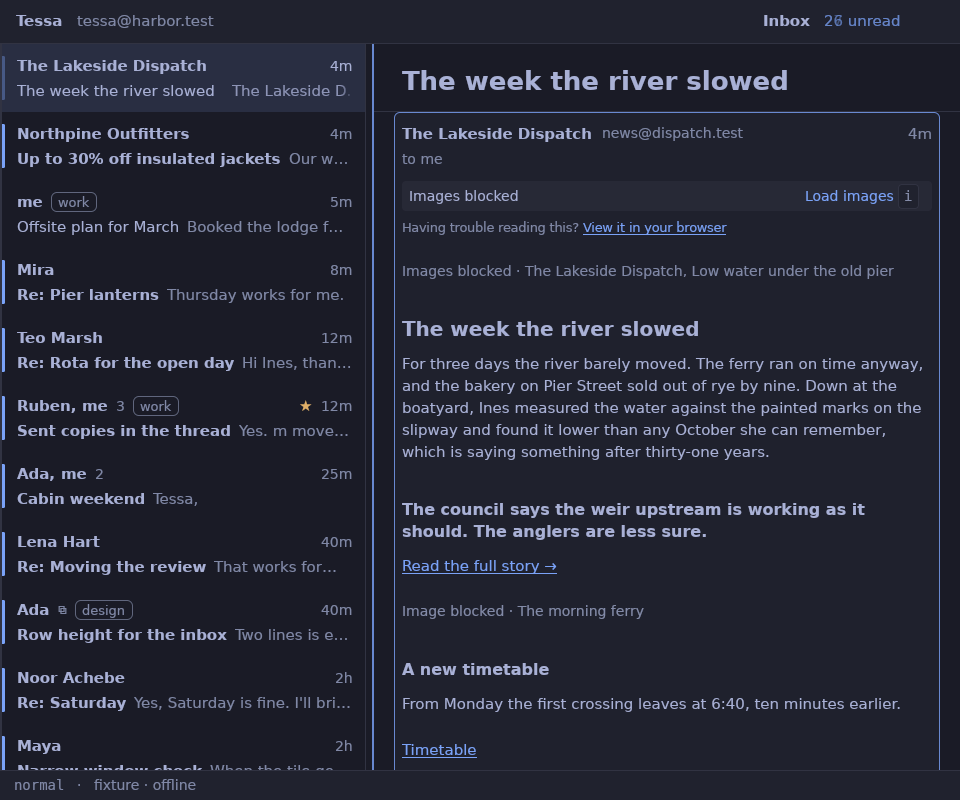 Tessa tessa@harbor.test
Inbox unread
The Lakeside Dispatch 4m
The week the river slowed The Lakeside D.
Northpine Outfitters 4m
Up to 30% off insulated jackets Our w…
me work 5m
Offsite plan for March Booked the lodge f…
Mira 8m
Re: Pier lanterns Thursday works for me.
Teo Marsh 12m
Re: Rota for the open day Hi Ines, than…
Ruben, me 3 work ★ 12m
Sent copies in the thread Yes. m move…
Ada, me 2 25m
Cabin weekend Tessa,
Lena Hart 40m
Re: Moving the review That works for…
Ada design 40m
Row height for the inbox Two lines is e…
Noor Achebe 2h
Re: Saturday Yes, Saturday is fine. I'll bri…
Maya 2h
Narrow window check When the tile go…
The week the river slowed
The Lakeside Dispatch news@dispatch.test 4m
to me
Images blocked Load images i
Having trouble reading this? View it in your browser
Images blocked · The Lakeside Dispatch, Low water under the old pier
The week the river slowed
For three days the river barely moved. The ferry ran on time anyway,
and the bakery on Pier Street sold out of rye by nine. Down at the
boatyard, Ines measured the water against the painted marks on the
slipway and found it lower than any October she can remember,
which is saying something after thirty-one years.
The council says the weir upstream is working as it
should. The anglers are less sure.
Read the full story →
Image blocked · The morning ferry
A new timetable
From Monday the first crossing leaves at 6:40, ten minutes earlier.
Timetable
normal · fixture · offline